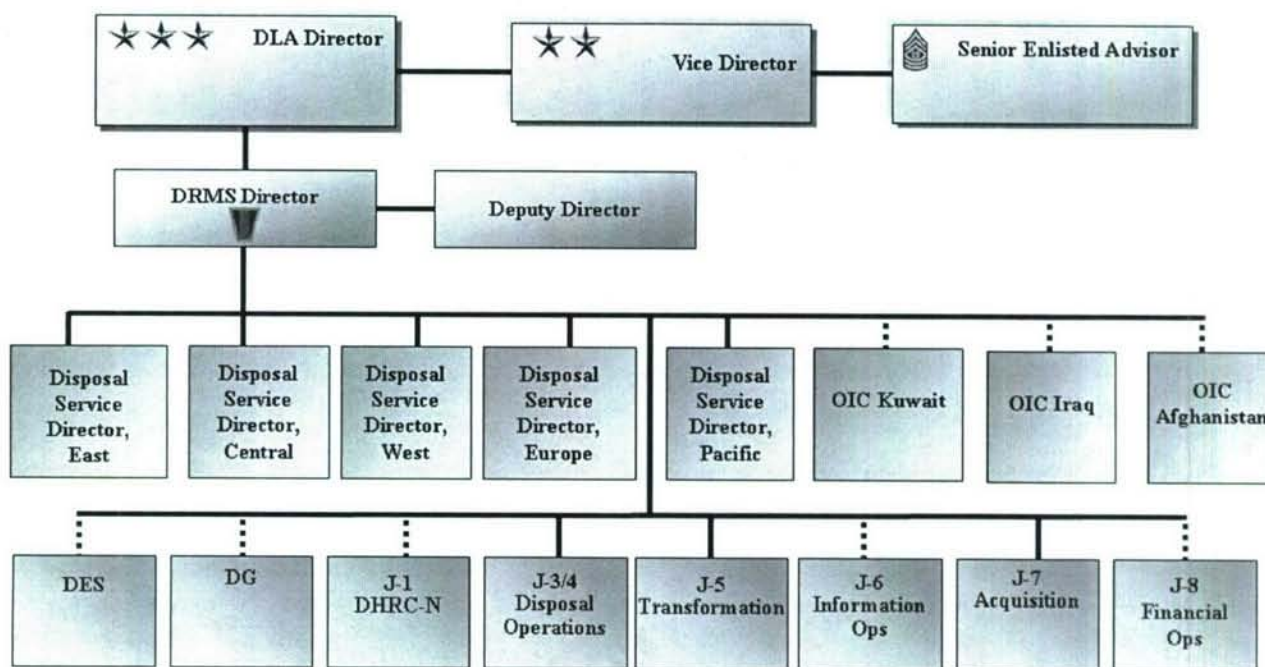 DLA Director
Vice Director
Senior Enlisted Advisor
DRMS Director
Deputy Director
Disposal
Service
Director,
East
Disposal
Service
Director,
Central
Disposal
Service
Director,
West
Disposal
Service
Director,
Europe
Disposal
Service
Director,
Pacific
OIC Kuwait
OIC Iraq
OIC
Afghanistan
DES
DG
J-1
DHRC-N
J-3/4
Disposal
Operations
J-5
Transformation
J-6
Information
Ops
J-7
Acquisition
J-8
Financial
Ops